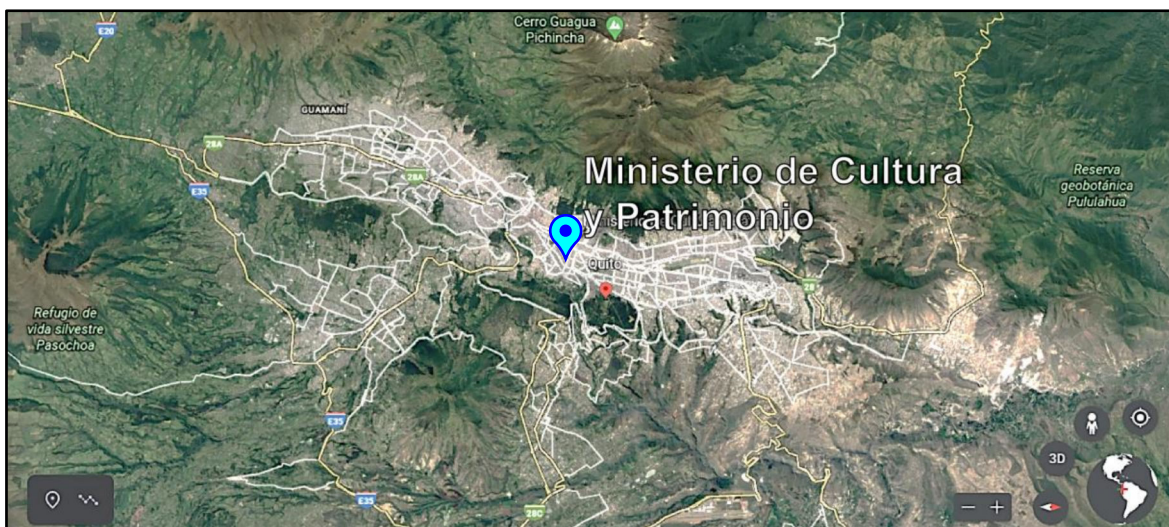 E20
Cerro Guagua
Pichincha
GUAMANÍ
28A
28A
E35
Ministerio de Cultura
y Patrimonio
Quito
Reserva
geobotánica
Pululahua
28
Refugio de
vida silvestre
Pasochoa
E35
E35
28C
3D